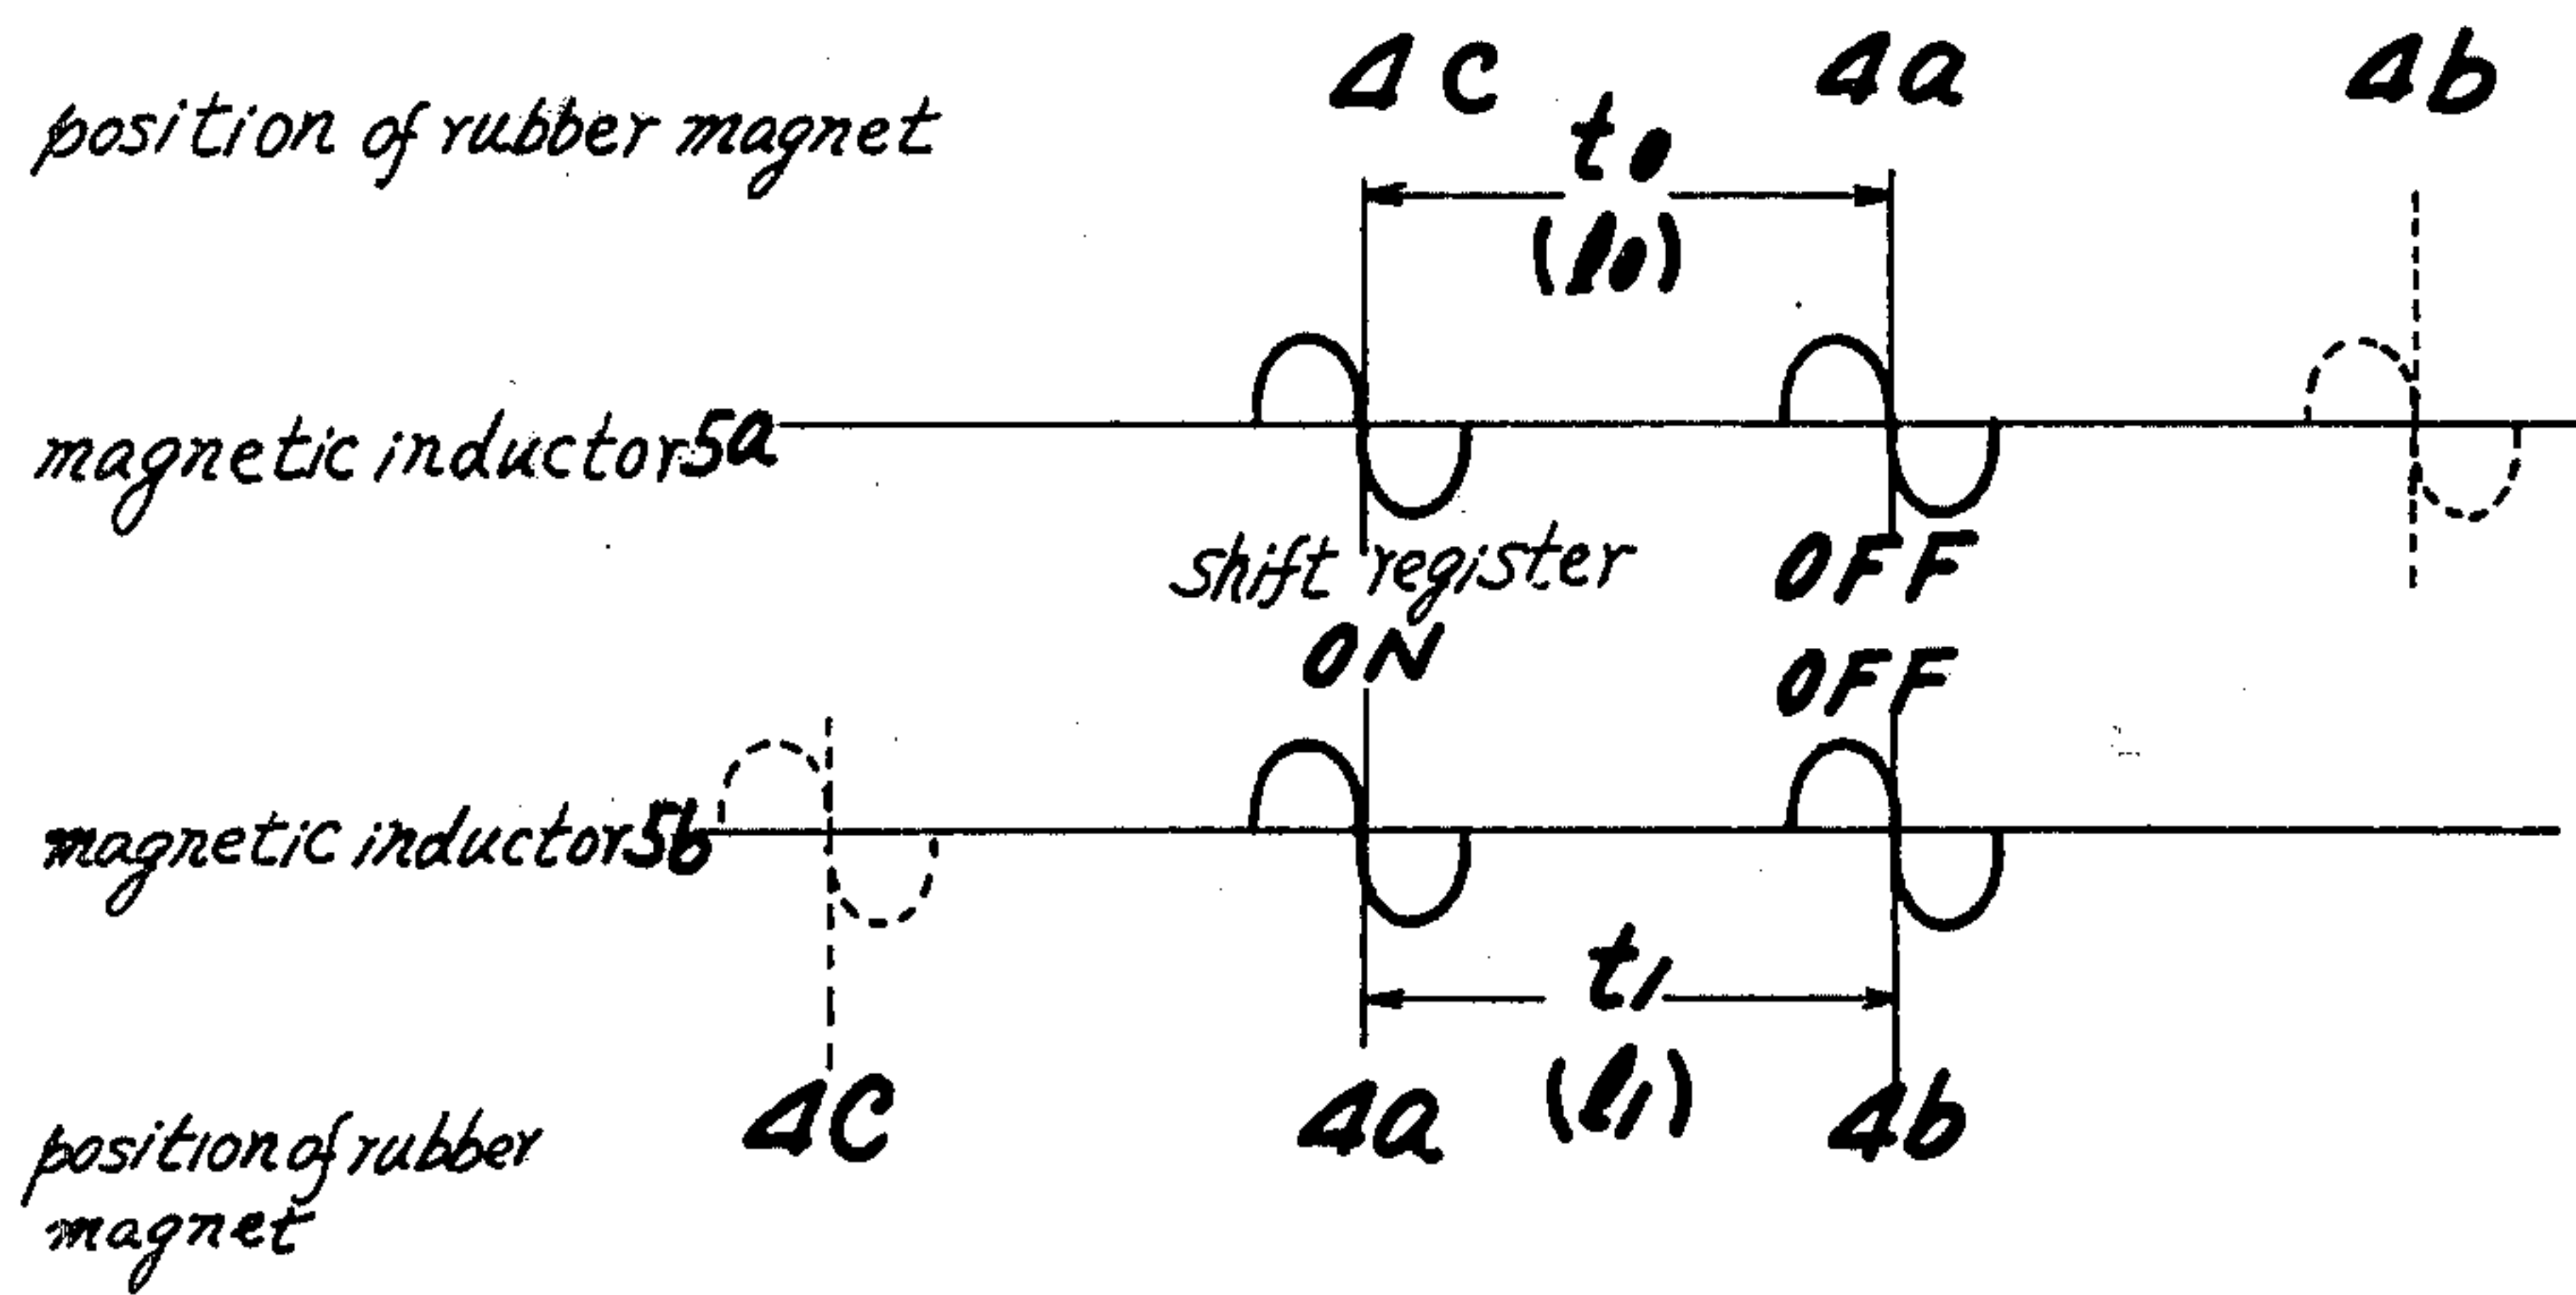 4C 4a 4b
position of rubber magnet
t0
(l0)
magnetic inductor 5a
shift register OFF
ON OFF
magnetic inductor 5b
t1
(l1)
4C 4a 4b
position of rubber
magnet